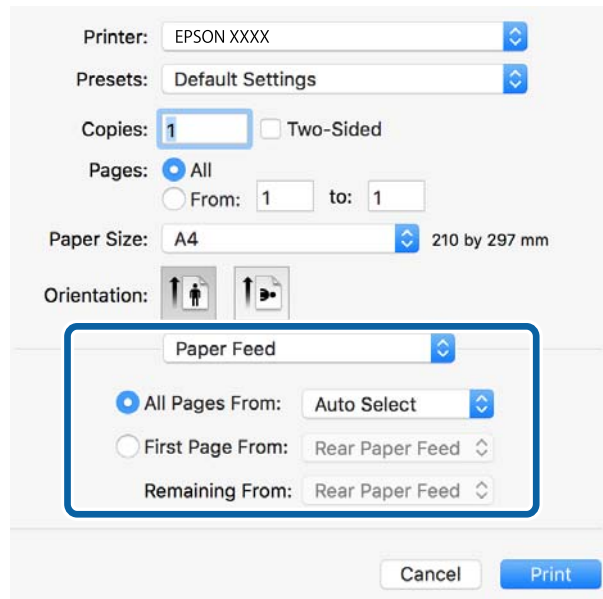 Printer: EPSON XXXX
Presets: Default Settings
Copies: 1 Two-Sided
Pages: All
From: 1 to: 1
Paper Size: A4 210 by 297 mm
Orientation:
Paper Feed
All Pages From: Auto Select
First Page From: Rear Paper Feed
Remaining From: Rear Paper Feed
Cancel Print